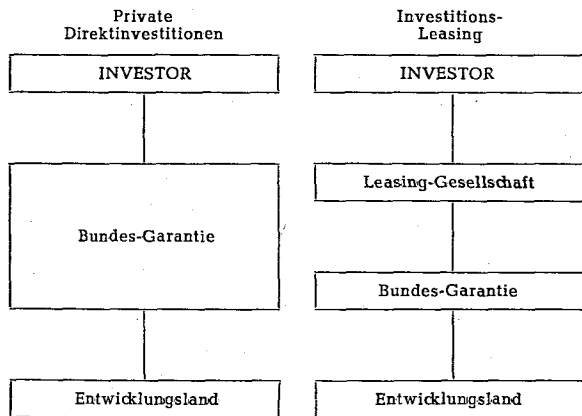 Private
Direktinvestitionen
INVESTOR
Bundes-Garantie
Entwicklungsland
Investitions-
Leasing
INVESTOR
Leasing-Gesellschaft
Bundes-Garantie
Entwicklungsland